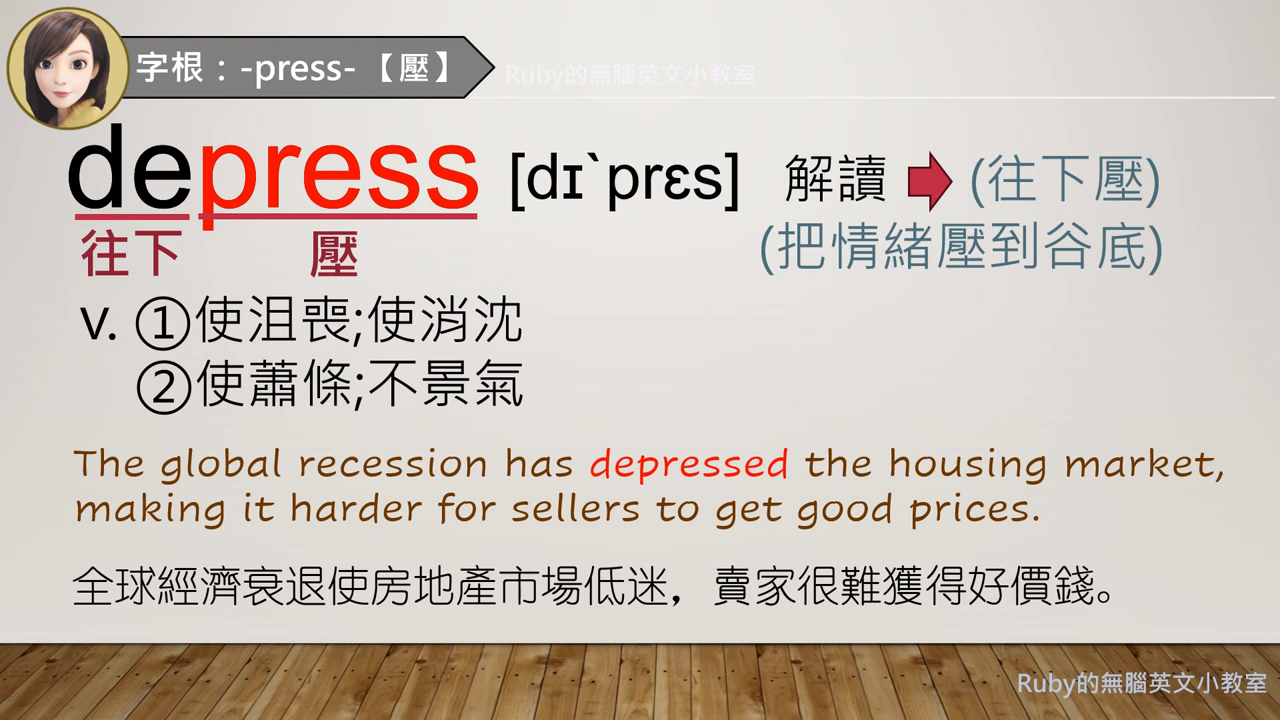 字根：-press-【壓】
Ruby的無腦英文小教室
depress [dɪˋprɛs] 解讀 (往下壓)
往下 壓 (把情緒壓到谷底)
v. ①使沮喪;使消沈
②使蕭條;不景氣
The global recession has depressed the housing market,
making it harder for sellers to get good prices.
全球經濟衰退使房地產市場低迷，賣家很難獲得好價錢。
Ruby的無腦英文小教室